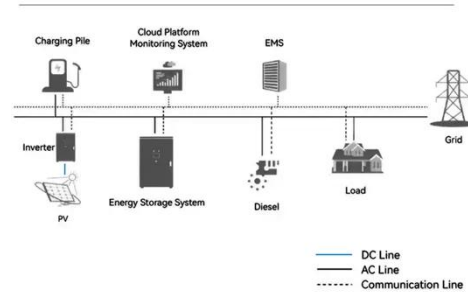 Charging Pile
Cloud Platform
Monitoring System
EMS
Grid
Inverter
PV
Energy Storage System
Diesel
Load
DC Line
AC Line
Communication Line